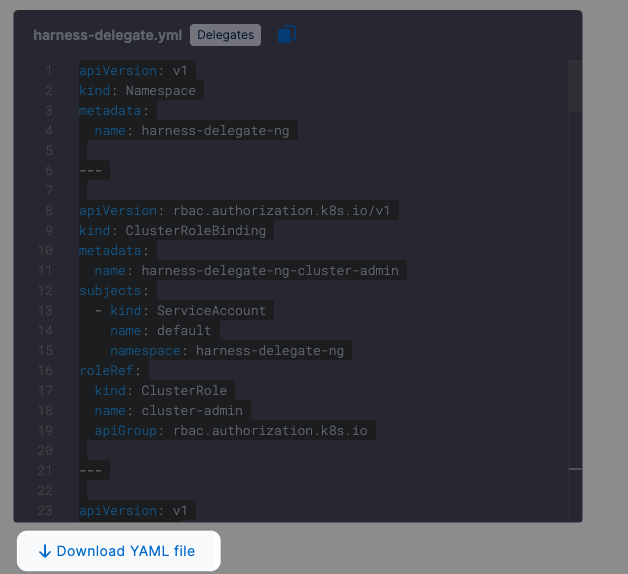 harness-delegate.yml Delegates
1 apiVersion: v1
2 kind: Namespace
3 metadata:
4   name: harness-delegate-ng
5
6 ---
7
8 apiVersion: rbac.authorization.k8s.io/v1
9 kind: ClusterRoleBinding
10 metadata:
11   name: harness-delegate-ng-cluster-admin
12 subjects:
13   - kind: ServiceAccount
14     name: default
15     namespace: harness-delegate-ng
16 roleRef:
17   kind: ClusterRole
18   name: cluster-admin
19   apiGroup: rbac.authorization.k8s.io
20
21 ---
22
23 apiVersion: v1
Download YAML file